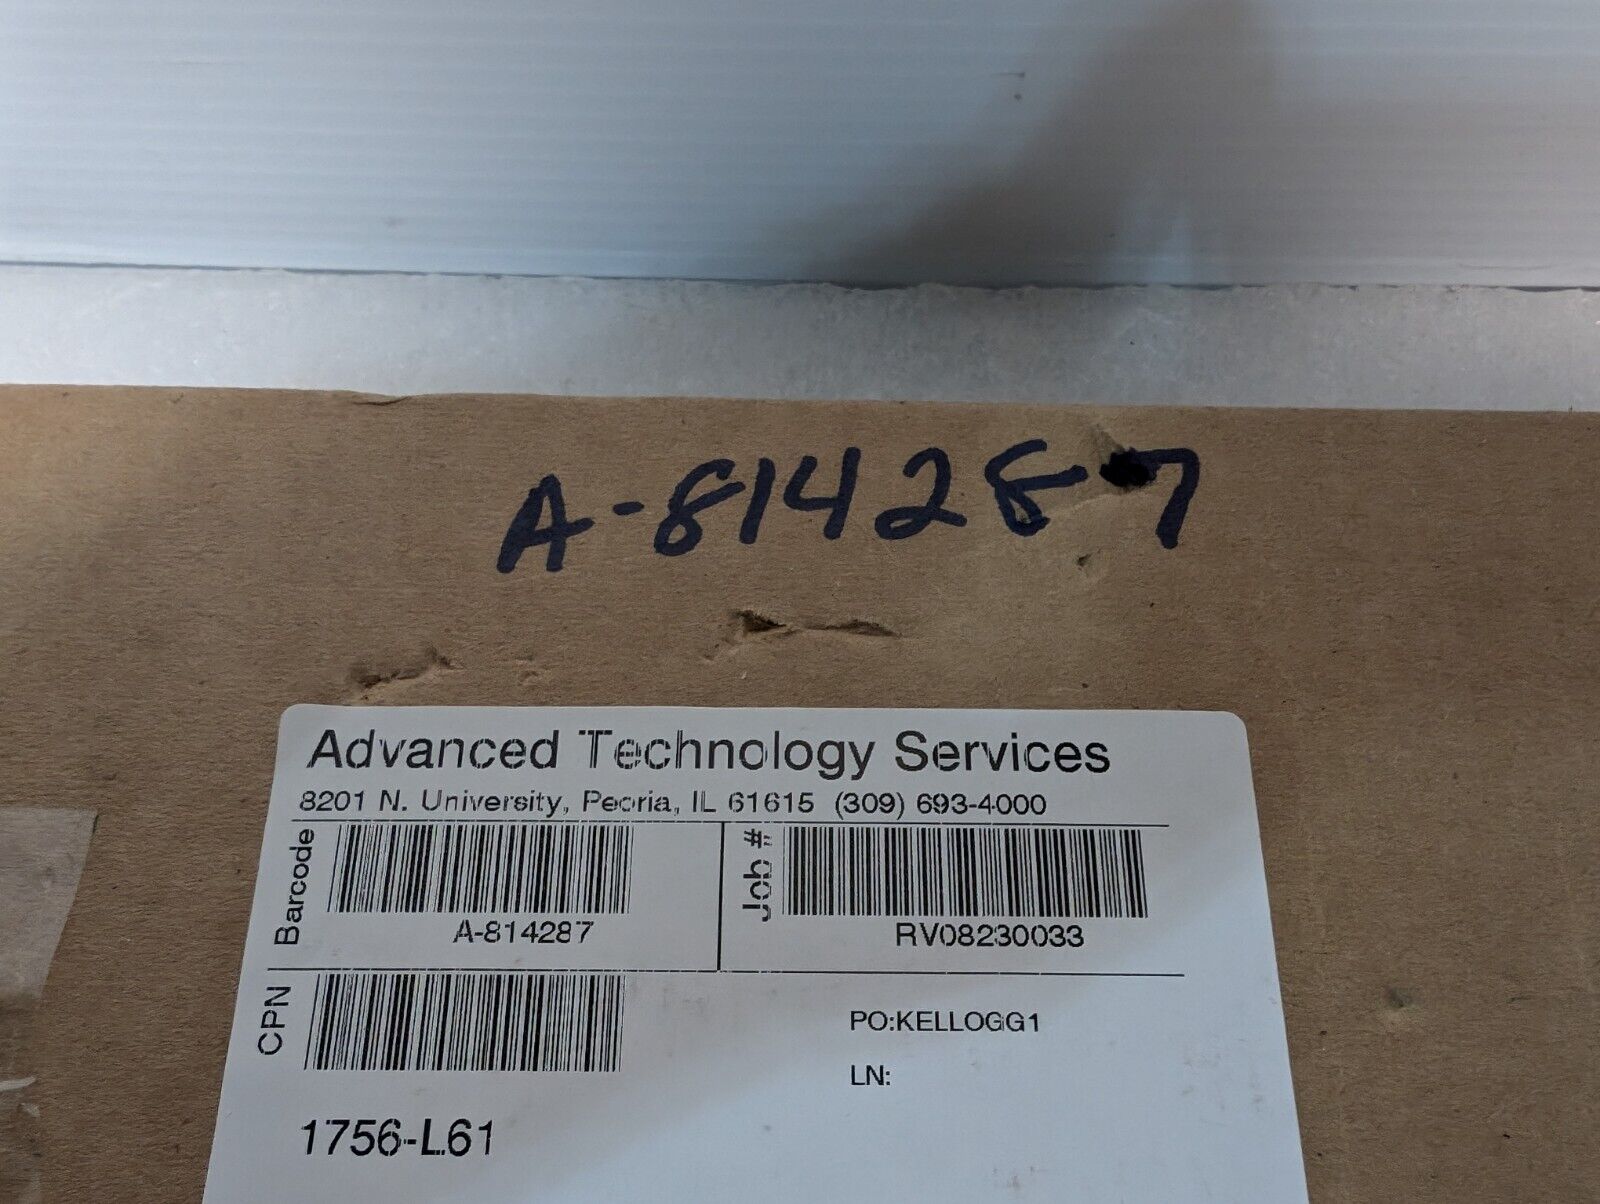 A-814287
Advanced Technology Services
8201 N. University, Peoria, IL 61615 (309) 693-4000
Barcode
A-814287
Job #
RV08230033
CPN
1756-L61
PO:KELLOGG1
LN: